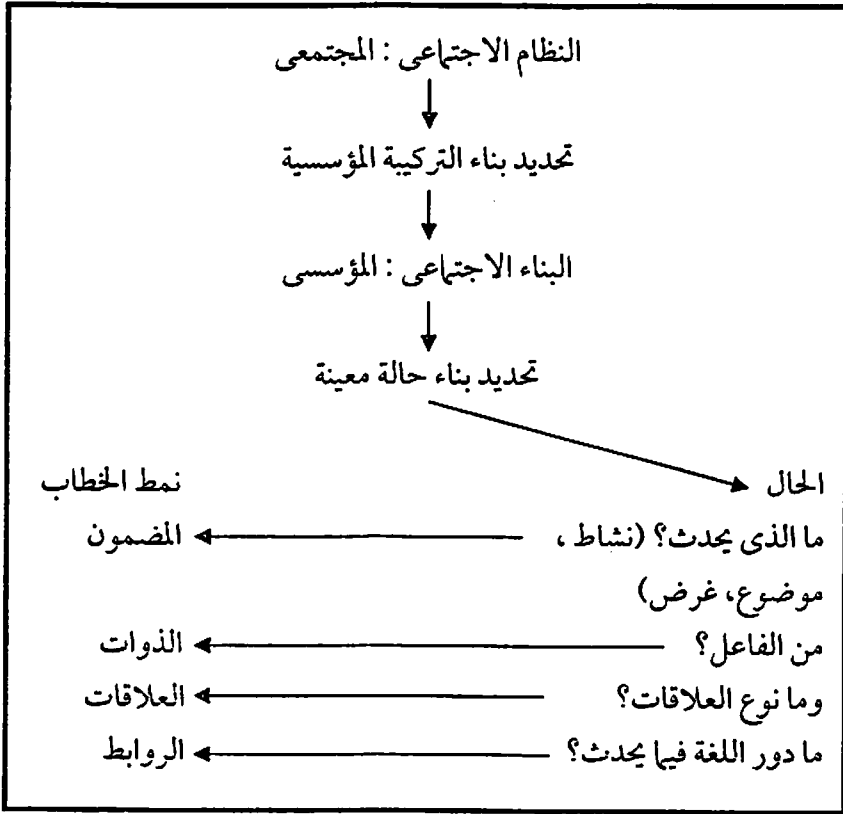 النظام الاجتماعى : المجتمعى
تحديد بناء التركيبة المؤسسية
البناء الاجتماعى : المؤسسى
تحديد بناء حالة معينة
الحال نمط الخطاب
ما الذى يحدث؟ (نشاط ، المضمون
موضوع، غرض)
من الفاعل؟ الذوات
وما نوع العلاقات؟ العلاقات
ما دور اللغة فيما يحدث؟ الروابط